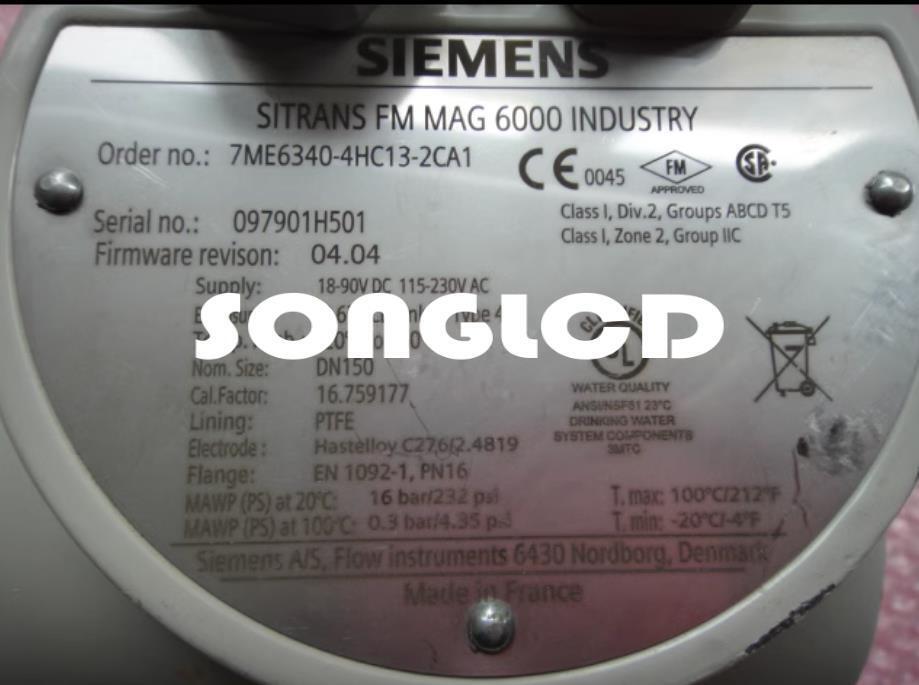 SIEMENS
SITRANS FM MAG 6000 INDUSTRY
Order no.: 7ME6340-4HC13-2CA1
CE 0045 FM APPROVED SA
Serial no.: 097901H501
Class I, Div.2, Groups ABCD T5
Class I, Zone 2, Group IIC
Firmware revison: 04.04
Supply: 18-90V DC 115-230V AC
SONGLCD
Nom. Size: DN150
UL
Cal.Factor: 16.759177
WATER QUALITY
ANSI/NSF61 23°C
Lining: PTFE
DRINKING WATER
SYSTEM COMPONENTS
3MTC
Electrode : Hastelloy C276/2.4819
Flange: EN 1092-1, PN16
MAWP (PS) at 20°C: 16 bar/232 psi T. max: 100°C/212°F
MAWP (PS) at 100°C: 0.3 bar/4.35 psi T. min: -20°C/-4°F
Siemens A/S, Flow instruments 6430 Nordborg, Denmark
Made in France